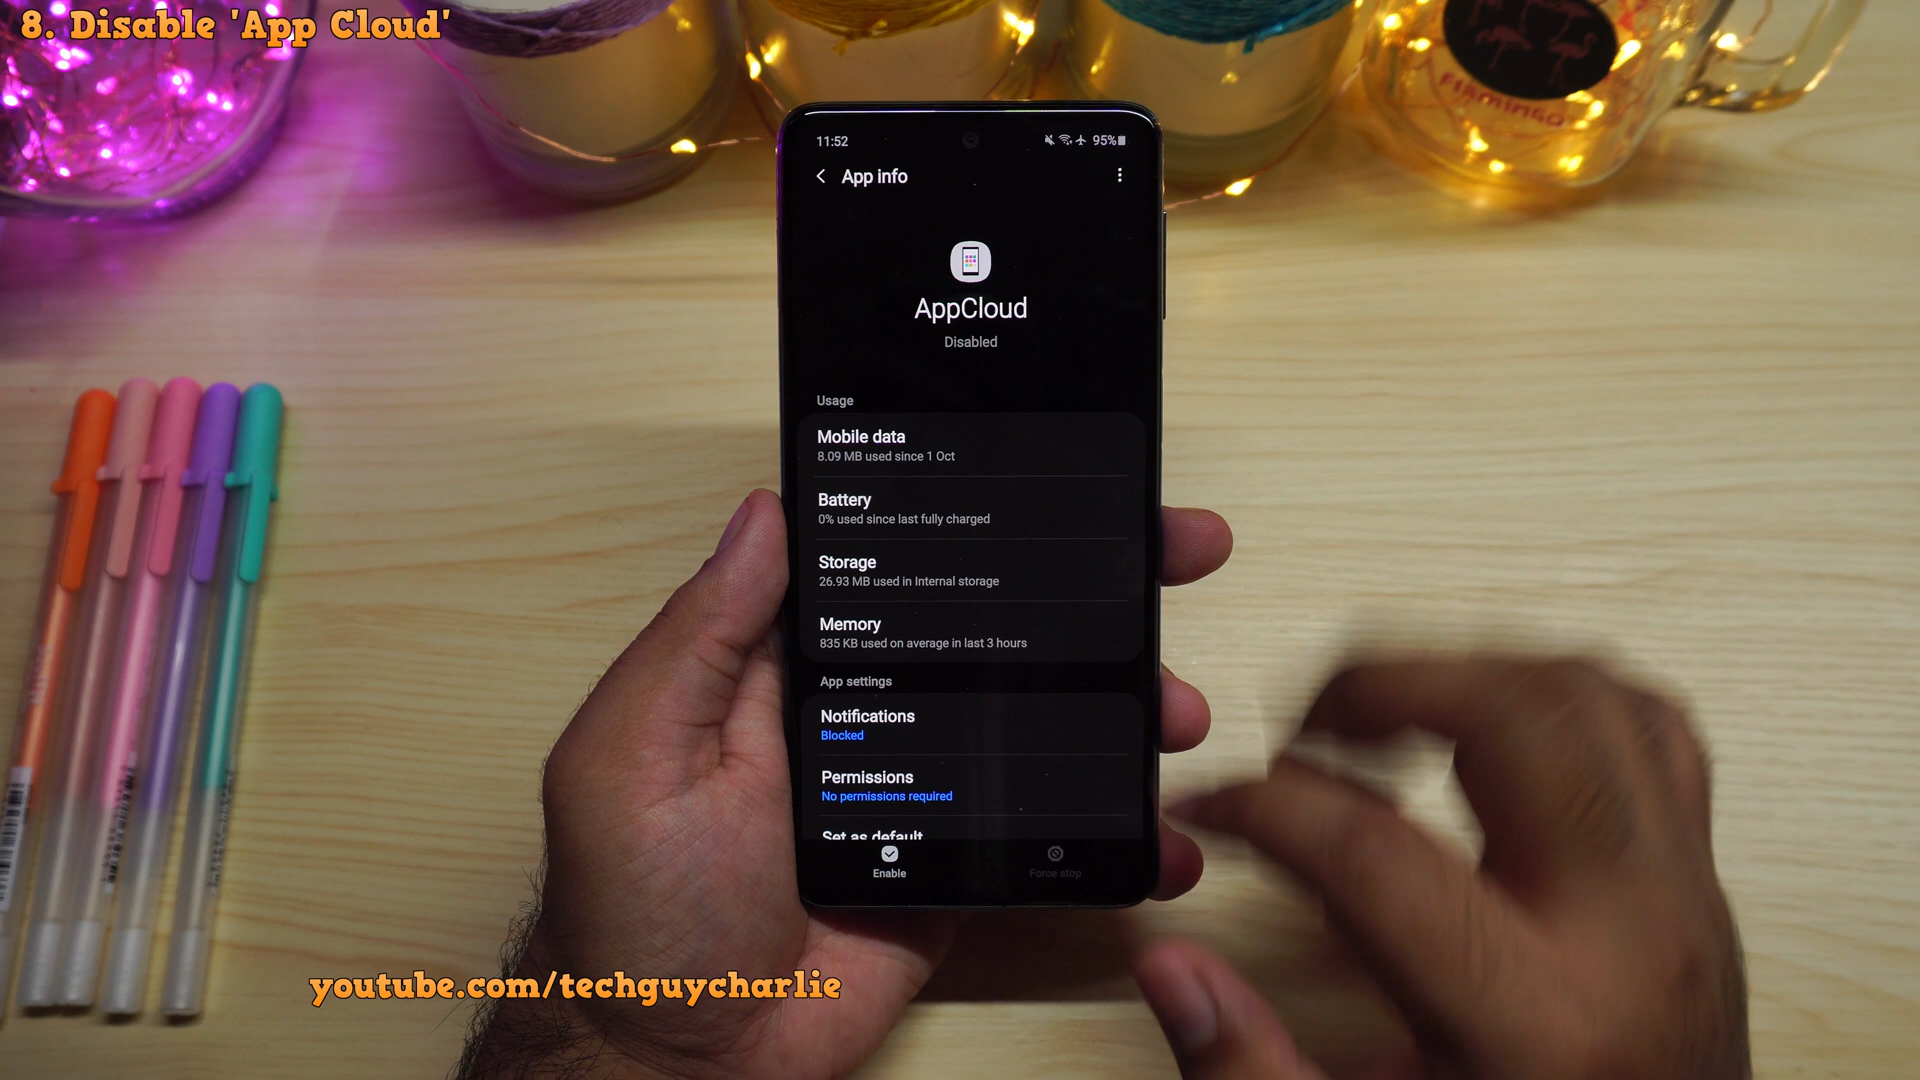 8. Disable 'App Cloud'
FLAMINGO
11:52
95%
App info
AppCloud
Disabled
Usage
Mobile data
8.09 MB used since 1 Oct
Battery
0% used since last fully charged
Storage
26.93 MB used in Internal storage
Memory
835 KB used on average in last 3 hours
App settings
Notifications
Blocked
Permissions
No permissions required
Set as default
Enable
Force stop
youtube.com/techguycharlie